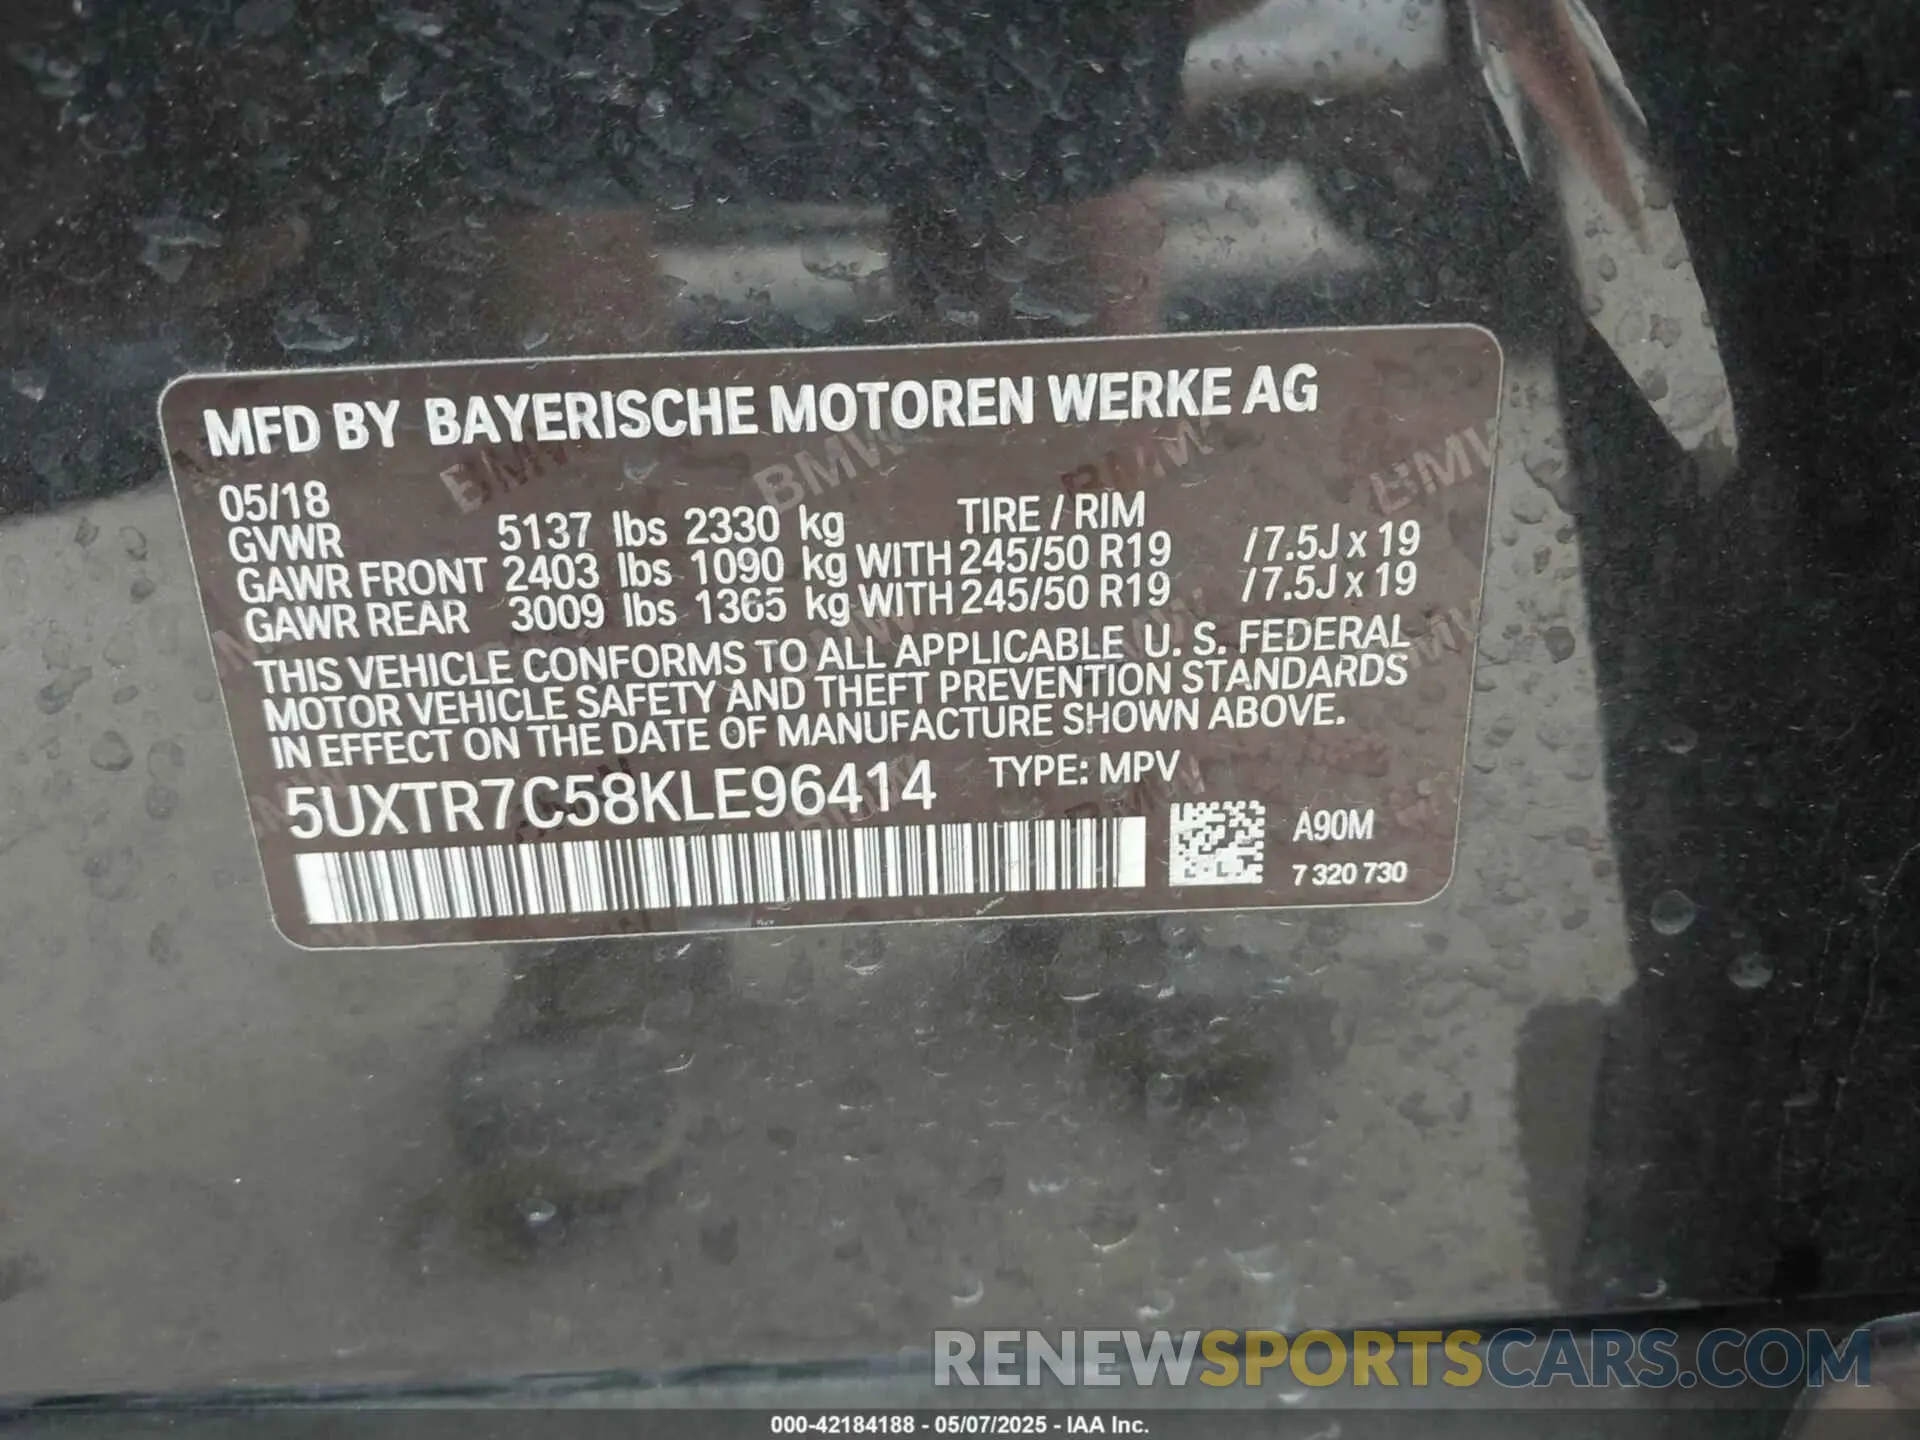 MFD BY BAYERISCHE MOTOREN WERKE AG
05/18
GVWR 5137 lbs 2330 kg TIRE / RIM
GAWR FRONT 2403 lbs 1090 kg WITH 245/50 R19 / 7.5J x 19
GAWR REAR 3009 lbs 1365 kg WITH 245/50 R19 / 7.5J x 19
THIS VEHICLE CONFORMS TO ALL APPLICABLE U. S. FEDERAL
MOTOR VEHICLE SAFETY AND THEFT PREVENTION STANDARDS
IN EFFECT ON THE DATE OF MANUFACTURE SHOWN ABOVE.
5UXTR7C58KLE96414 TYPE: MPV
A90M
7 320 730
RENEWSPORTSCARS.COM
000-42184188 - 05/07/2025 - IAA Inc.